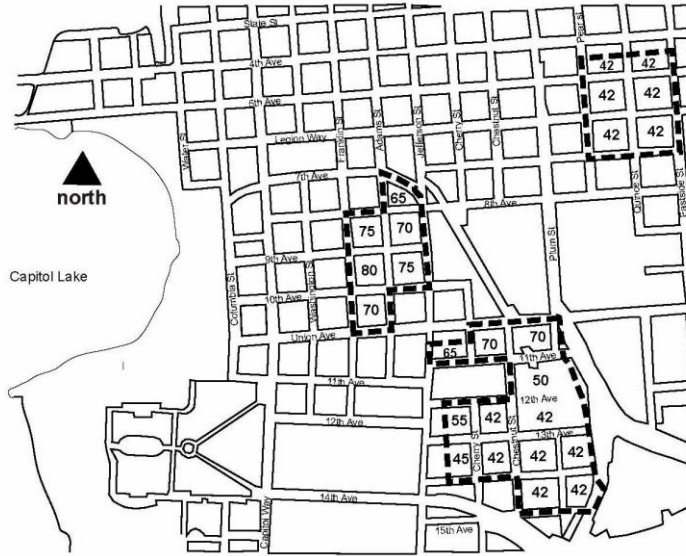 State St
4th Ave
5th Ave
Legion Way
7th Ave
8th Ave
9th Ave
10th Ave
Union Ave
11th Ave
11th Ave
12th Ave
12th Ave
13th Ave
14th Ave
15th Ave
Water St
Columbia St
Capitol Way
Washington St
Franklin St
Adams St
Jefferson St
Cherry St
Cherry St
Chestnut St
Chestnut St
Plum St
Pear St
Quince St
Eastside St
north
Capitol Lake
42 42
42 42
42 42
65
75 70
80 75
70
65 70 70
50
55 42 42
45 42 42 42
42 42